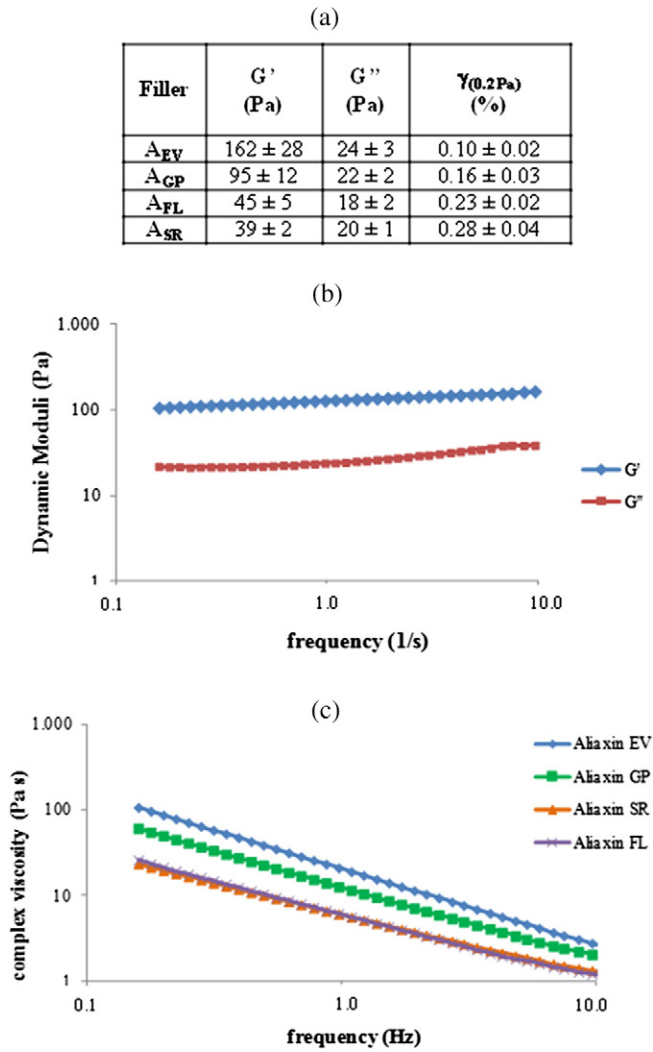 (a)
Filler G' (Pa) G'' (Pa) γ(0.2Pa) (%)
AEV 162 ± 28 24 ± 3 0.10 ± 0.02
AGP 95 ± 12 22 ± 2 0.16 ± 0.03
AFL 45 ± 5 18 ± 2 0.23 ± 0.02
ASR 39 ± 2 20 ± 1 0.28 ± 0.04
(b)
Dynamic Moduli (Pa)
1.000
100
10
1
0.1 1.0 10.0
frequency (1/s)
G'
G"
(c)
complex viscosity (Pa s)
1.000
100
10
1
0.1 1.0 10.0
frequency (Hz)
Aliaxin EV
Aliaxin GP
Aliaxin SR
Aliaxin FL